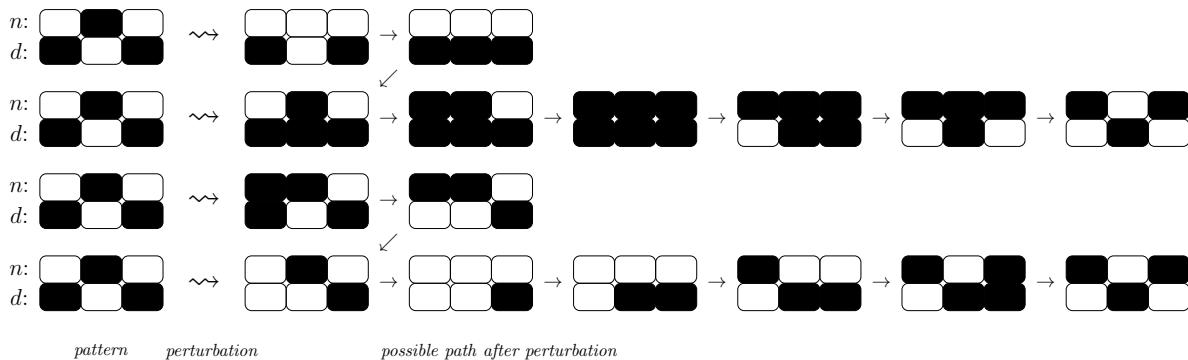 n:
d:
n:
d:
n:
d:
n:
d:
pattern perturbation possible path after perturbation